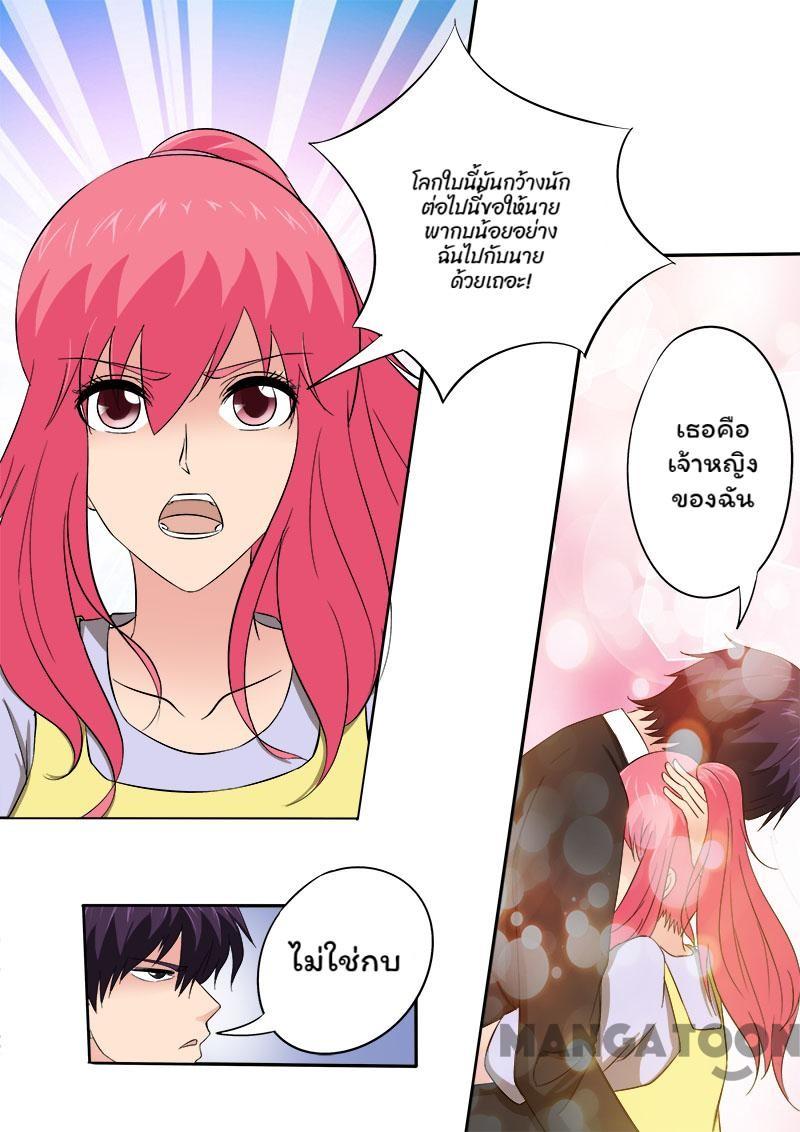 โลกใบนี้มันกว้างนัก
ต่อไปนี้ขอให้นาย
พากบน้อยอย่าง
ฉันไปกับนาย
ด้วยเถอะ!
ไม่ใช่กบ
เธอคือ
เจ้าหญิง
ของฉัน
MANGATOON